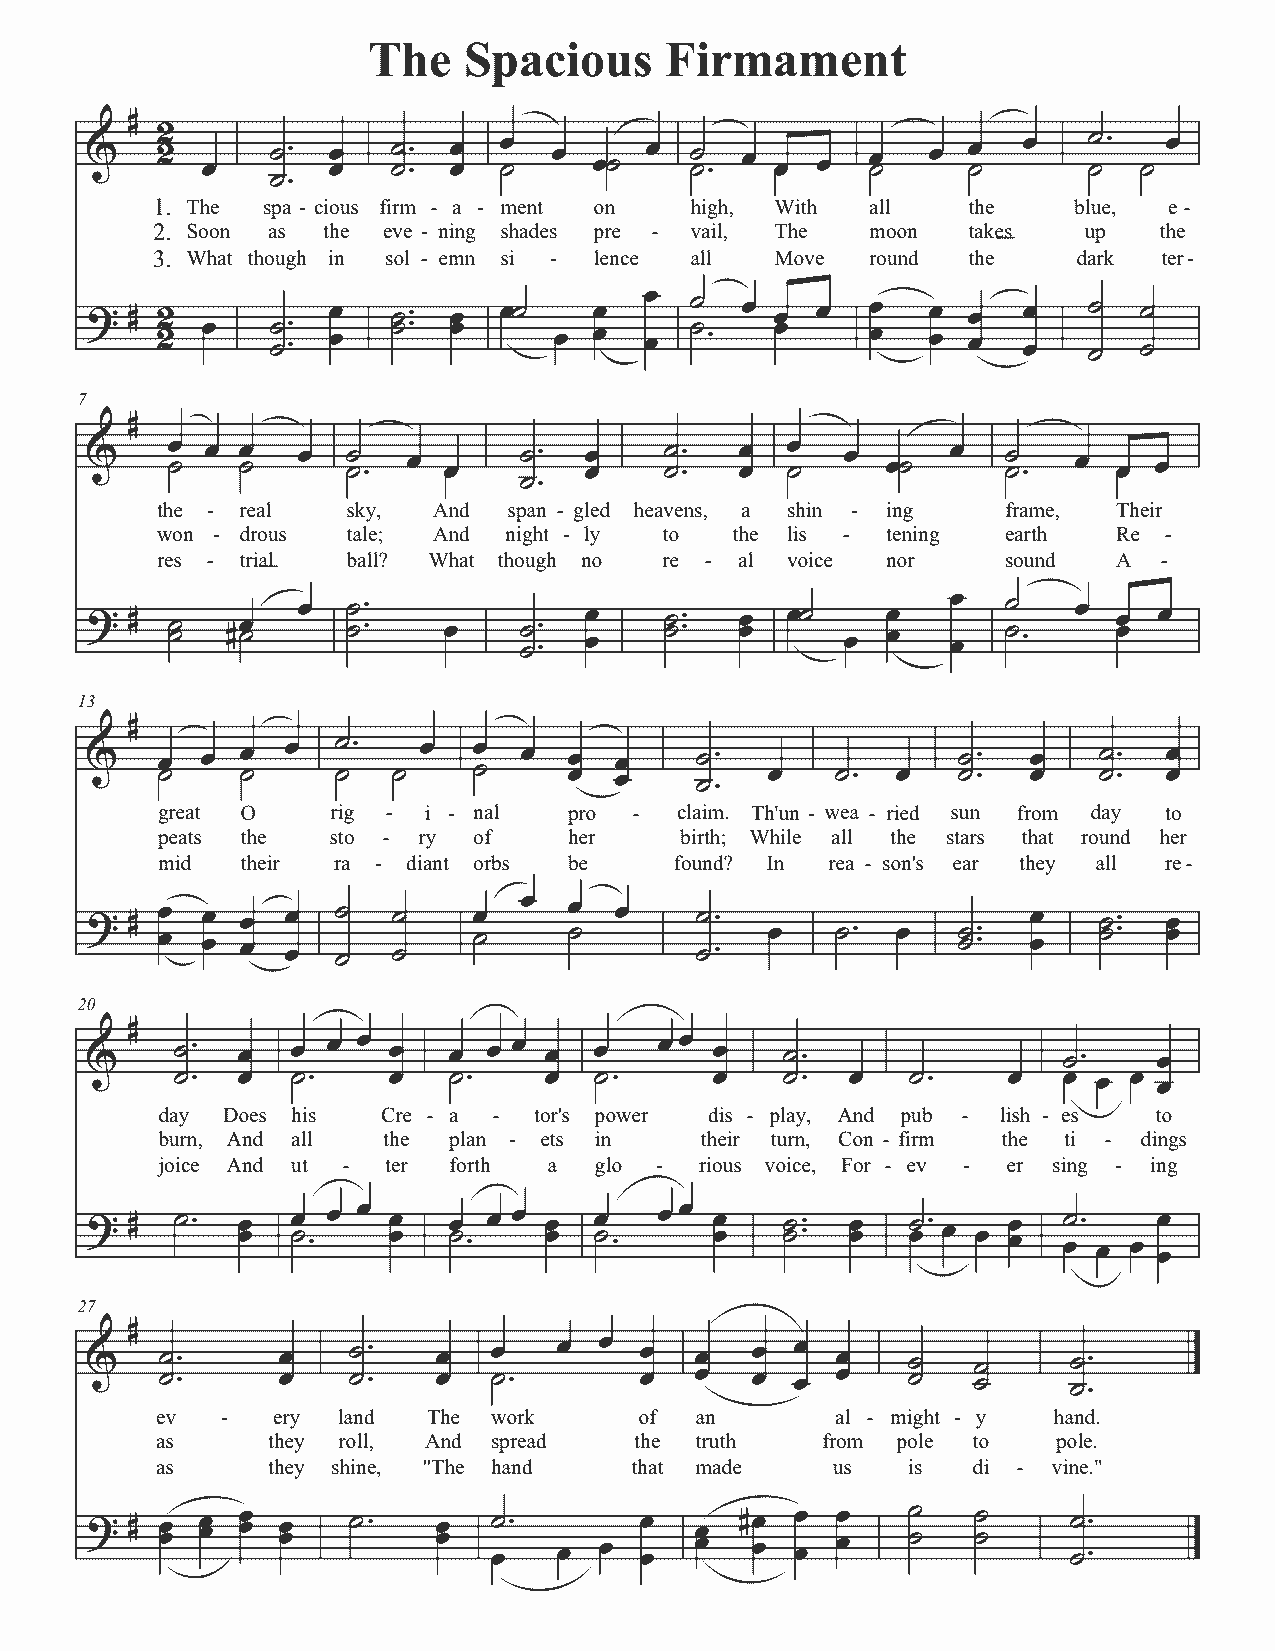 The Spacious Firmament
1. The spa - cious firm - a - ment on high, With all the blue, e -
2. Soon as the eve - ning shades pre - vail, The moon takes up the
3. What though in sol - emn si - lence all Move round the dark ter -
7
the - real sky, And span - gled heavens, a shin - ing frame, Their
won - drous tale; And night - ly to the lis - tening earth Re -
res - trial ball? What though no re - al voice nor sound A -
13
great O rig - i - nal pro - claim. Th'un - wea - ried sun from day to
peats the sto - ry of her birth; While all the stars that round her
mid their ra - diant orbs be found? In rea - son's ear they all re -
20
day Does his Cre - a - tor's power dis - play, And pub - lish - es to
burn, And all the plan - ets in their turn, Con - firm the ti - dings
joice And ut - ter forth a glo - rious voice, For - ev - er sing - ing
27
ev - ery land The work of an al - might - y hand.
as they roll, And spread the truth from pole to pole.
as they shine, "The hand that made us is di - vine."